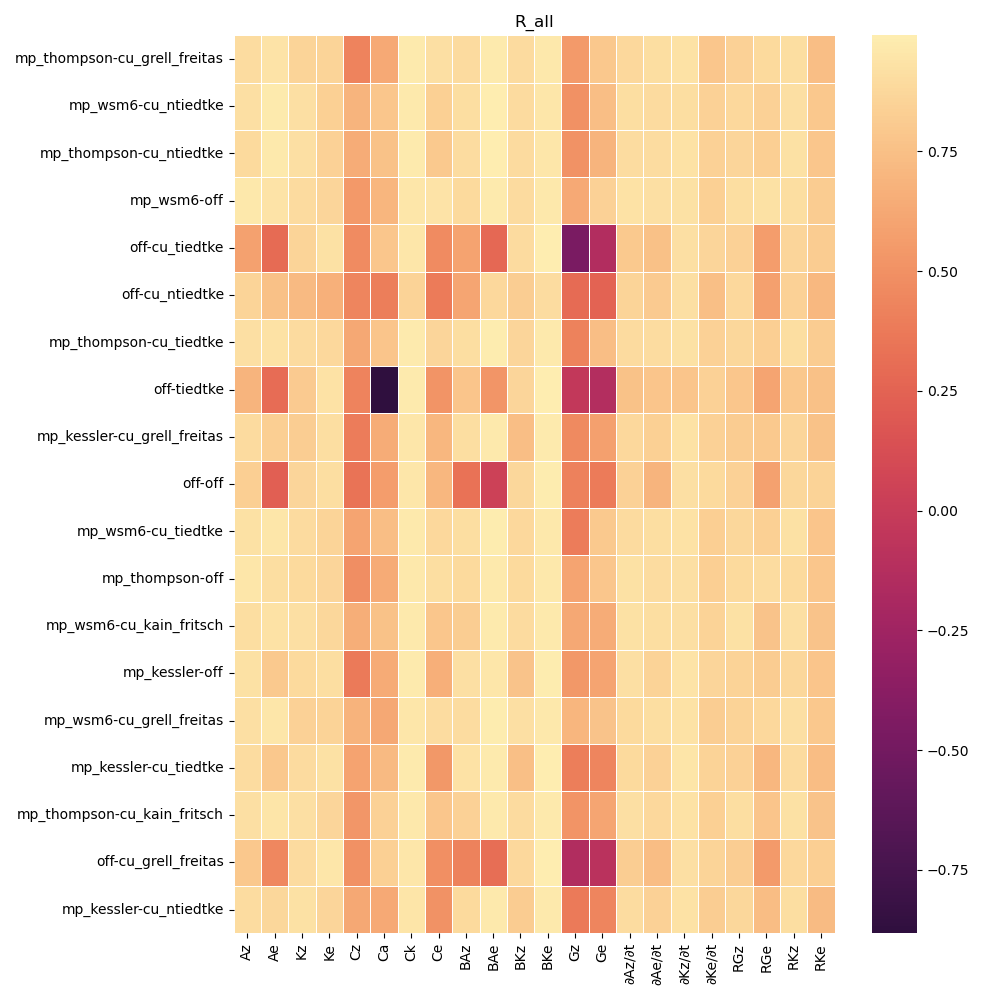 R_all
mp_thompson-cu_grell_freitas
mp_wsm6-cu_ntiedtke
mp_thompson-cu_ntiedtke
mp_wsm6-off
off-cu_tiedtke
off-cu_ntiedtke
mp_thompson-cu_tiedtke
off-tiedtke
mp_kessler-cu_grell_freitas
off-off
mp_wsm6-cu_tiedtke
mp_thompson-off
mp_wsm6-cu_kain_fritsch
mp_kessler-off
mp_wsm6-cu_grell_freitas
mp_kessler-cu_tiedtke
mp_thompson-cu_kain_fritsch
off-cu_grell_freitas
mp_kessler-cu_ntiedtke
Az
Ae
Kz
Ke
Cz
Ca
Ck
Ce
BAz
BAe
BKz
BKe
Gz
Ge
∂Az/∂t
∂Ae/∂t
∂Kz/∂t
∂Ke/∂t
RGz
RGe
RKz
RKe
0.75
0.50
0.25
0.00
−0.25
−0.50
−0.75